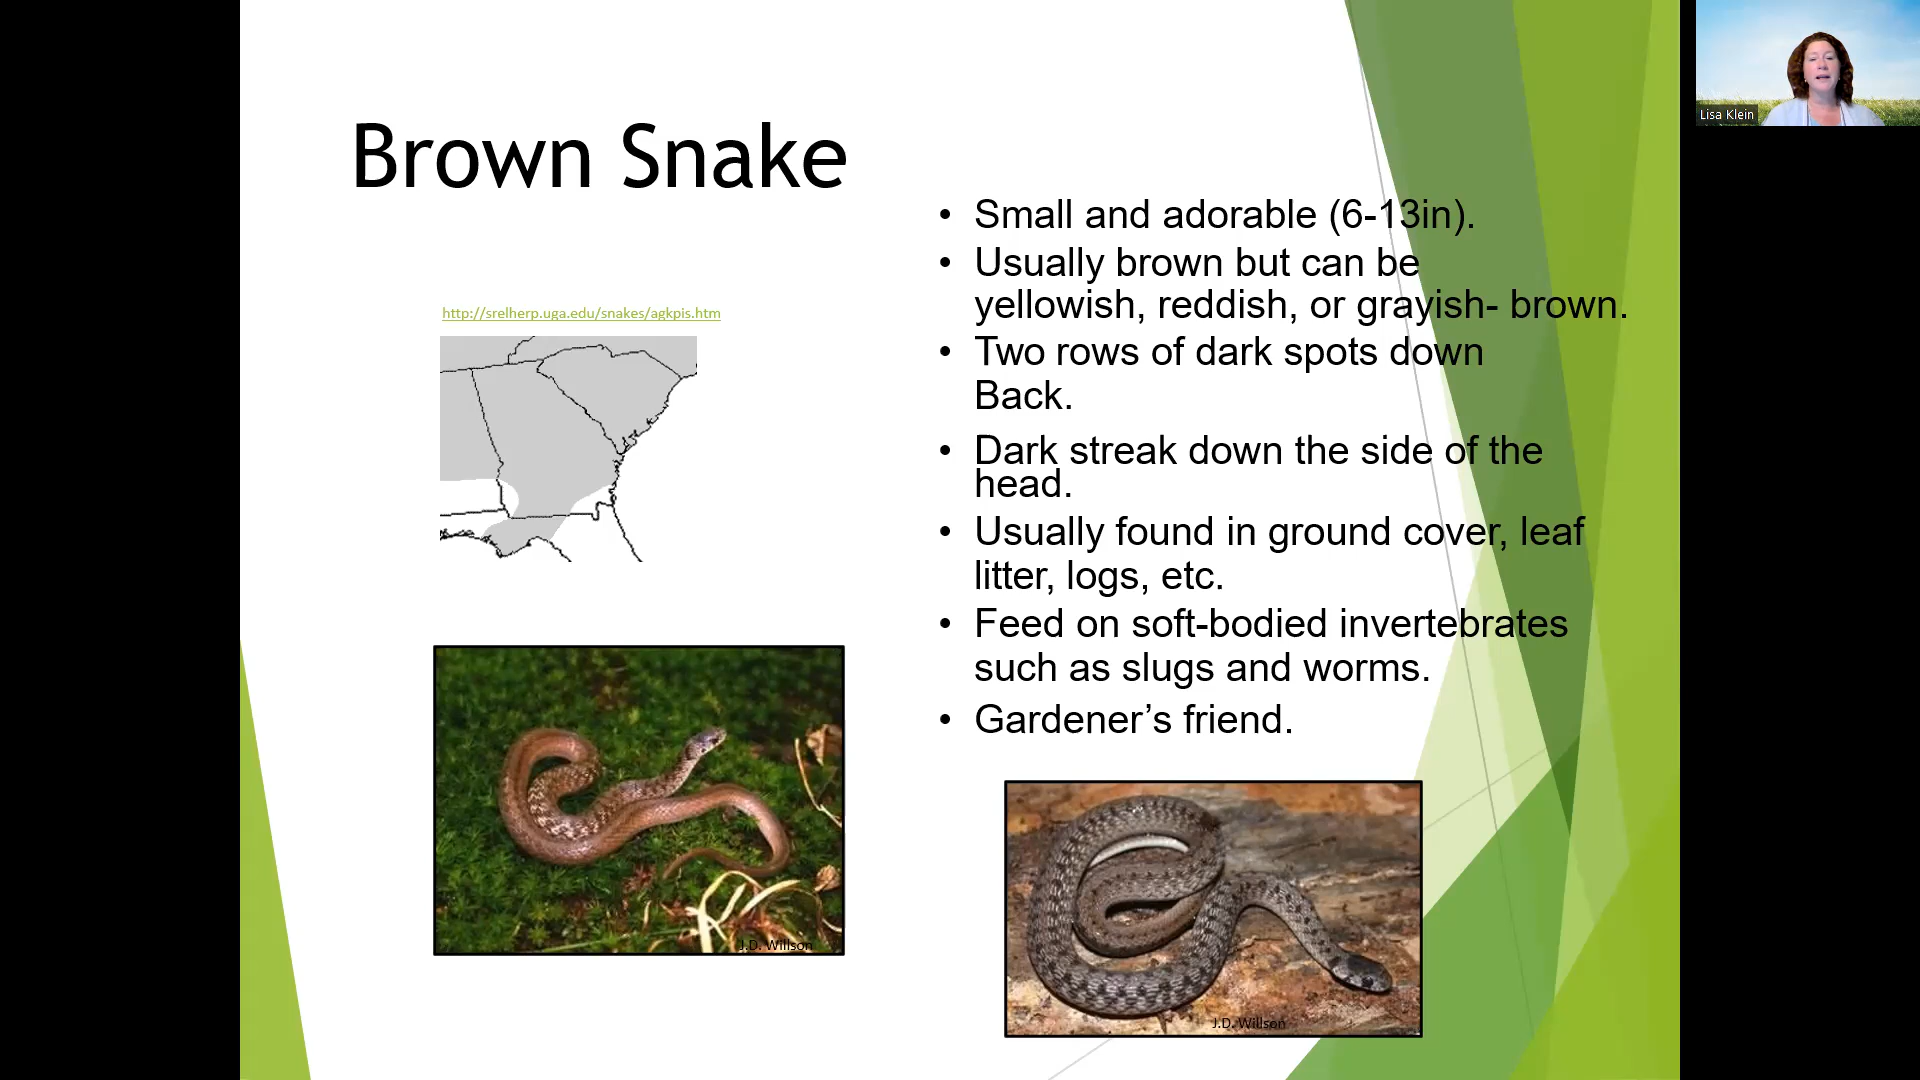 Brown Snake
http://srelherp.uga.edu/snakes/agkpis.htm
• Small and adorable (6-13in).
• Usually brown but can be
yellowish, reddish, or grayish- brown.
• Two rows of dark spots down
Back.
• Dark streak down the side of the
head.
• Usually found in ground cover, leaf
litter, logs, etc.
• Feed on soft-bodied invertebrates
such as slugs and worms.
• Gardener’s friend.
J.D. Willson
J.D. Willson
Lisa Klein